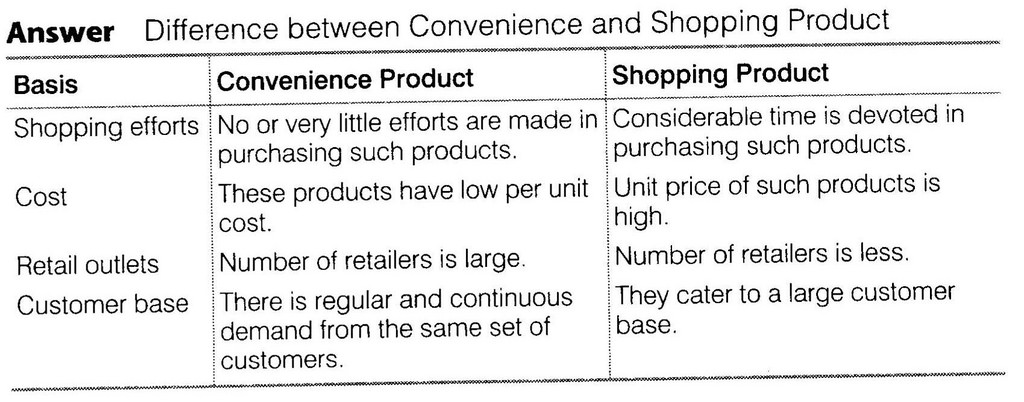 Answer Difference between Convenience and Shopping Product
Basis Convenience Product Shopping Product
Shopping efforts No or very little efforts are made in purchasing such products. Considerable time is devoted in purchasing such products.
Cost These products have low per unit cost. Unit price of such products is high.
Retail outlets Number of retailers is large. Number of retailers is less.
Customer base There is regular and continuous demand from the same set of customers. They cater to a large customer base.